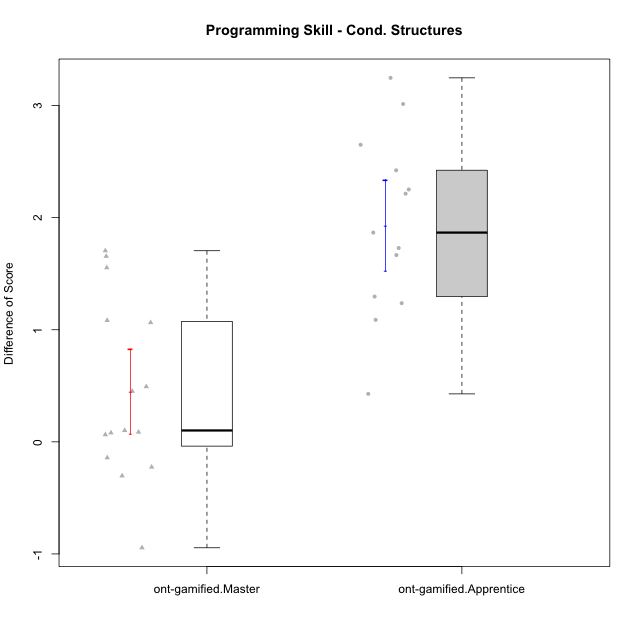 Programming Skill - Cond. Structures
Difference of Score
3
2
1
0
-1
ont-gamified.Master
ont-gamified.Apprentice